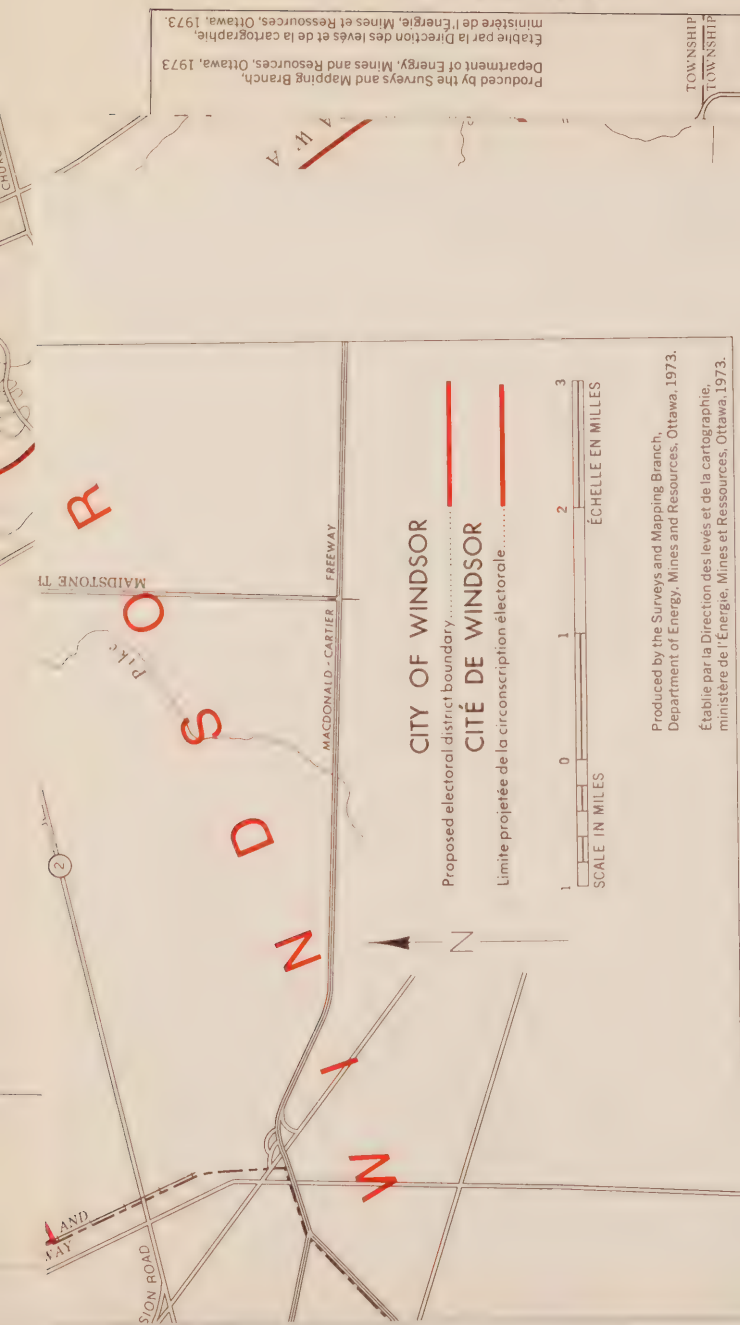 Produced by the Surveys and Mapping Branch,
Department of Energy, Mines and Resources, Ottawa, 1973
Établie par la Direction des levés et de la cartographie,
ministère de l'Énergie, Mines et Ressources, Ottawa, 1973.
TOWNSHIP
TOWNSHIP
2
AND
MAIDSTONE
Pike
MACDONALD - CARTIER FREEWAY
W I N D S O R
CITY OF WINDSOR
Proposed electoral district boundary
CITÉ DE WINDSOR
Limite projetée de la circonscription électorale
N
1 0 1 2 3
SCALE IN MILES ÉCHELLE EN MILLES
Produced by the Surveys and Mapping Branch,
Department of Energy, Mines and Resources, Ottawa, 1973.
Établie par la Direction des levés et de la cartographie,
ministère de l'Énergie, Mines et Ressources, Ottawa, 1973.
ROAD